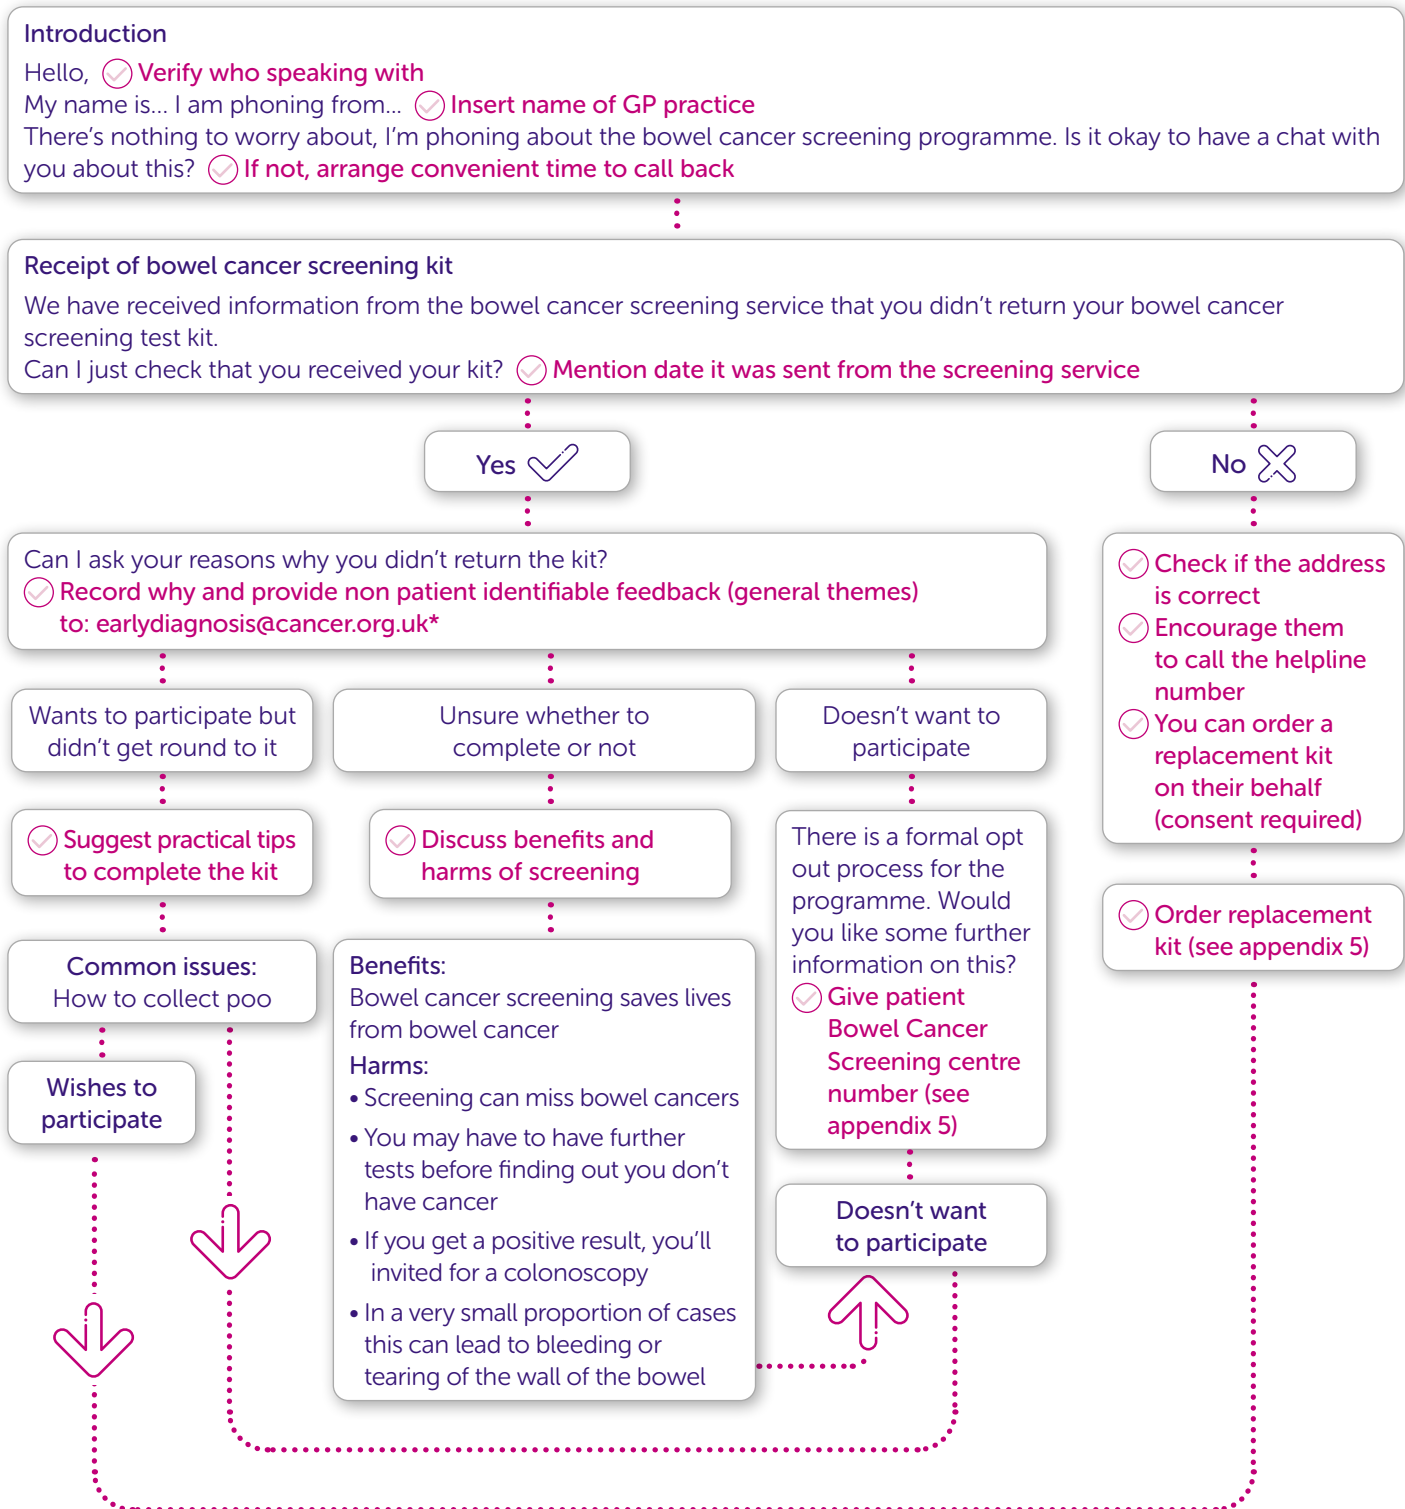 Introduction
Hello, Verify who speaking with
My name is... I am phoning from... Insert name of GP practice
There's nothing to worry about, I'm phoning about the bowel cancer screening programme. Is it okay to have a chat with
you about this? If not, arrange convenient time to call back
Receipt of bowel cancer screening kit
We have received information from the bowel cancer screening service that you didn't return your bowel cancer
screening test kit.
Can I just check that you received your kit? Mention date it was sent from the screening service
Yes
No
Can I ask your reasons why you didn't return the kit?
Record why and provide non patient identifiable feedback (general themes)
to: earlydiagnosis@cancer.org.uk*
Wants to participate but
didn't get round to it
Suggest practical tips
to complete the kit
Common issues:
How to collect poo
Wishes to
participate
Unsure whether to
complete or not
Discuss benefits and
harms of screening
Benefits:
Bowel cancer screening saves lives
from bowel cancer
Harms:
• Screening can miss bowel cancers
• You may have to have further
tests before finding out you don't
have cancer
• If you get a positive result, you'll
invited for a colonoscopy
• In a very small proportion of cases
this can lead to bleeding or
tearing of the wall of the bowel
Doesn't want to
participate
There is a formal opt
out process for the
programme. Would
you like some further
information on this?
Give patient
Bowel Cancer
Screening centre
number (see
appendix 5)
Doesn't want
to participate
Check if the address
is correct
Encourage them
to call the helpline
number
You can order a
replacement kit
on their behalf
(consent required)
Order replacement
kit (see appendix 5)